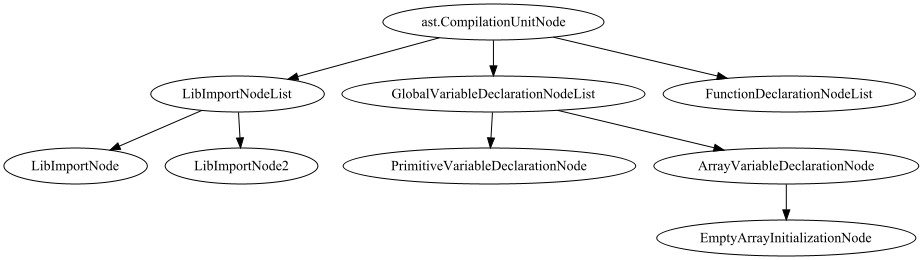 ast.CompilationUnitNode
LibImportNodeList
GlobalVariableDeclarationNodeList
FunctionDeclarationNodeList
LibImportNode
LibImportNode2
PrimitiveVariableDeclarationNode
ArrayVariableDeclarationNode
EmptyArrayInitializationNode